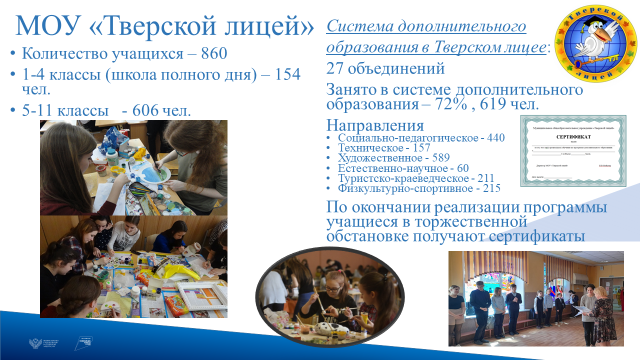 МОУ «Тверской лицей»
• Количество учащихся – 860
• 1-4 классы (школа полного дня) – 154
чел.
• 5-11 классы - 606 чел.
Система дополнительного
образования в Тверском лицее:
27 объединений
Занято в системе дополнительного
образования – 72% , 619 чел.
Направления
• Социально-педагогическое - 440
• Техническое - 157
• Художественное - 589
• Естественно-научное - 60
• Туристско-краеведческое - 211
• Физкультурно-спортивное - 215
По окончании реализации программы
учащиеся в торжественной
обстановке получают сертификаты
Тверской
лицей
СЕРТИФИКАТ